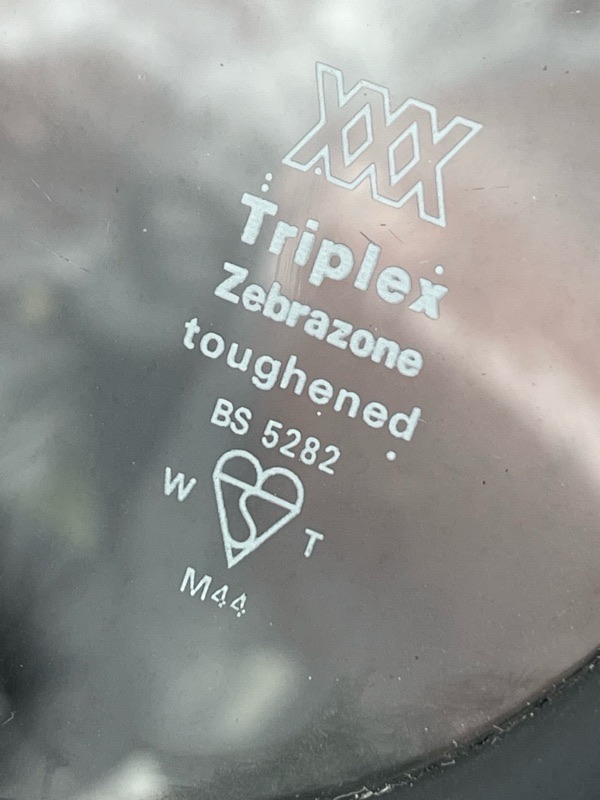 XXX
Triplex
Zebrazone
toughened
BS 5282
W T
M44